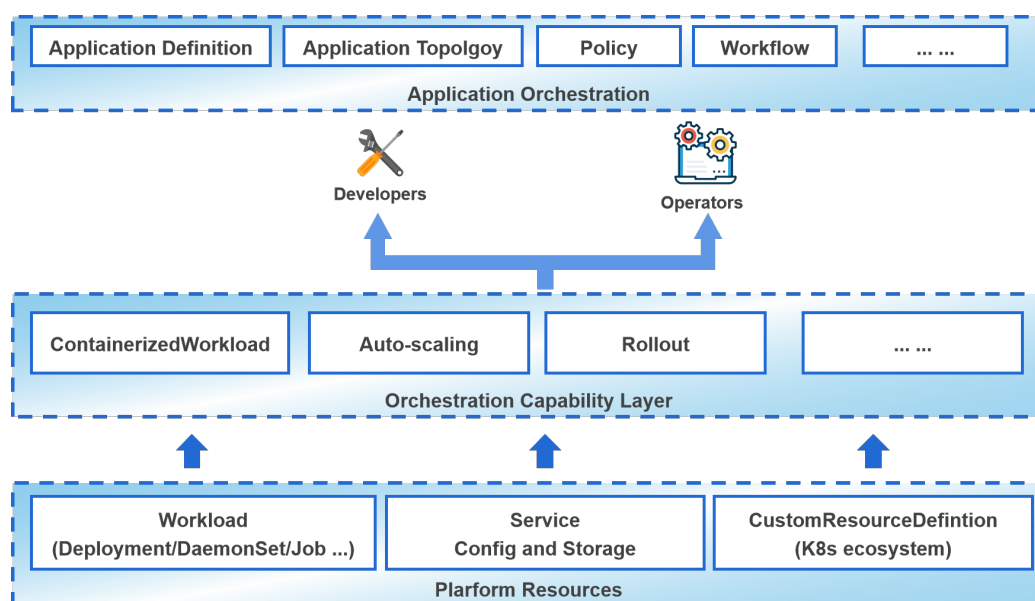 Application Definition
Application Topolgoy
Policy
Workflow
... ...
Application Orchestration
Developers
Operators
ContainerizedWorkload
Auto-scaling
Rollout
... ...
Orchestration Capability Layer
Workload
(Deployment/DaemonSet/Job ...)
Service
Config and Storage
CustomResourceDefintion
(K8s ecosystem)
Plarform Resources